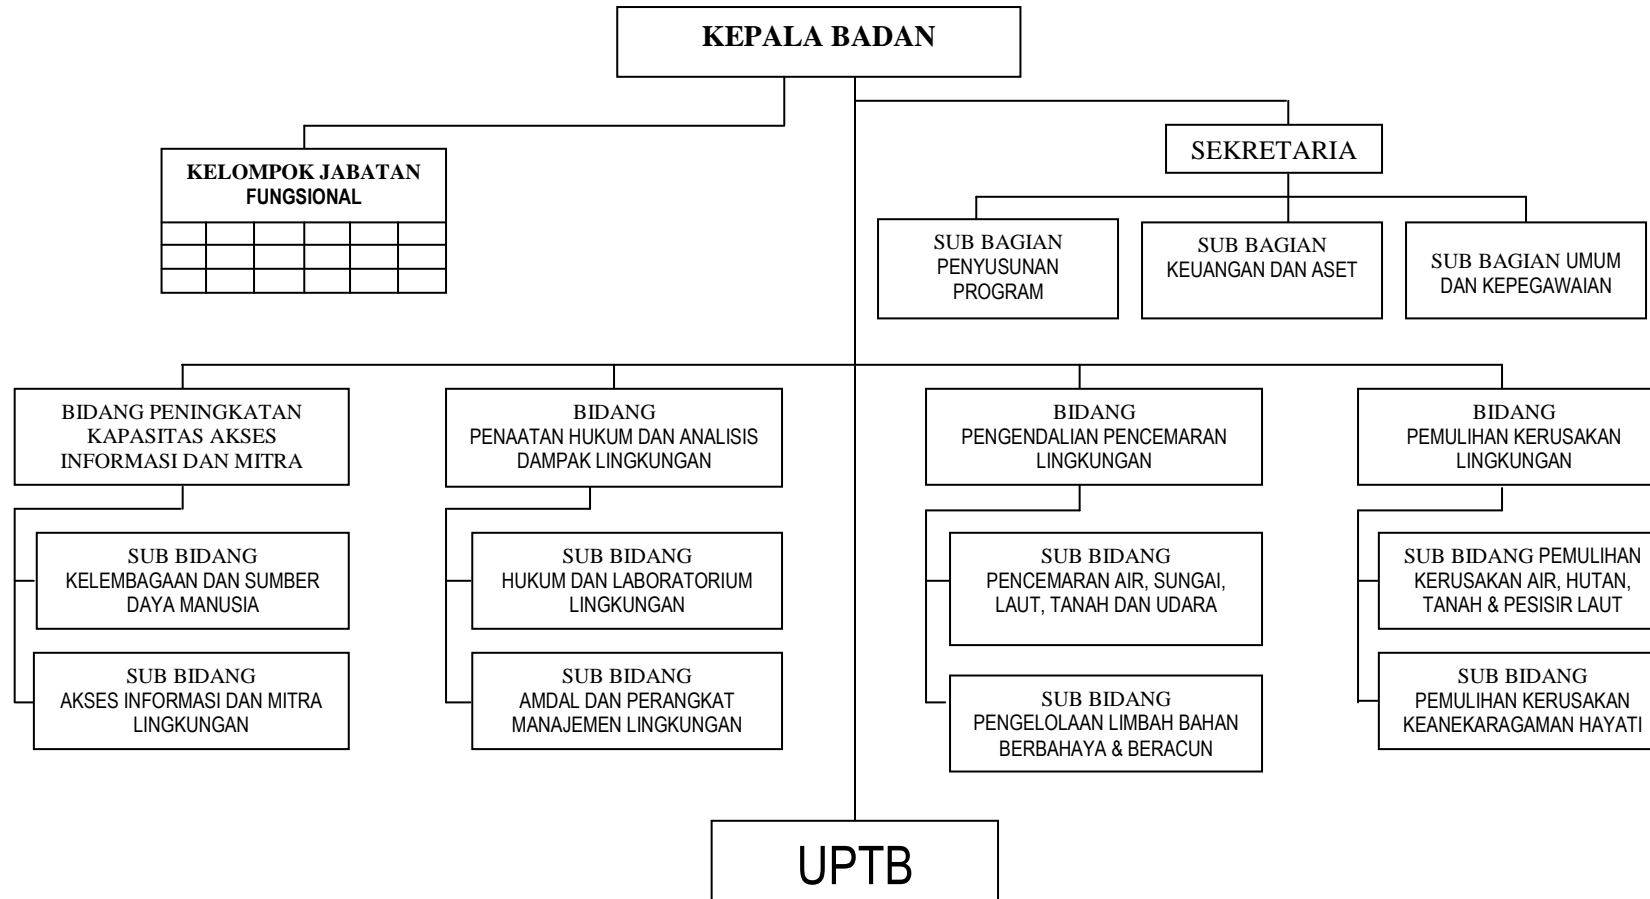 KEPALA BADAN
KELOMPOK JABATAN
FUNGSIONAL
SEKRETARIA
SUB BAGIAN
PENYUSUNAN
PROGRAM
SUB BAGIAN
KEUANGAN DAN ASET
SUB BAGIAN UMUM
DAN KEPEGAWAIAN
BIDANG PENINGKATAN
KAPASITAS AKSES
INFORMASI DAN MITRA
BIDANG
PENAATAN HUKUM DAN ANALISIS
DAMPAK LINGKUNGAN
BIDANG
PENGENDALIAN PENCEMARAN
LINGKUNGAN
BIDANG
PEMULIHAN KERUSAKAN
LINGKUNGAN
SUB BIDANG
KELEMBAGAAN DAN SUMBER
DAYA MANUSIA
SUB BIDANG
HUKUM DAN LABORATORIUM
LINGKUNGAN
SUB BIDANG
PENCEMARAN AIR, SUNGAI,
LAUT, TANAH DAN UDARA
SUB BIDANG PEMULIHAN
KERUSAKAN AIR, HUTAN,
TANAH & PESISIR LAUT
SUB BIDANG
AKSES INFORMASI DAN MITRA
LINGKUNGAN
SUB BIDANG
AMDAL DAN PERANGKAT
MANAJEMEN LINGKUNGAN
SUB BIDANG
PENGELOLAAN LIMBAH BAHAN
BERBAHAYA & BERACUN
SUB BIDANG
PEMULIHAN KERUSAKAN
KEANEKARAGAMAN HAYATI
UPTB